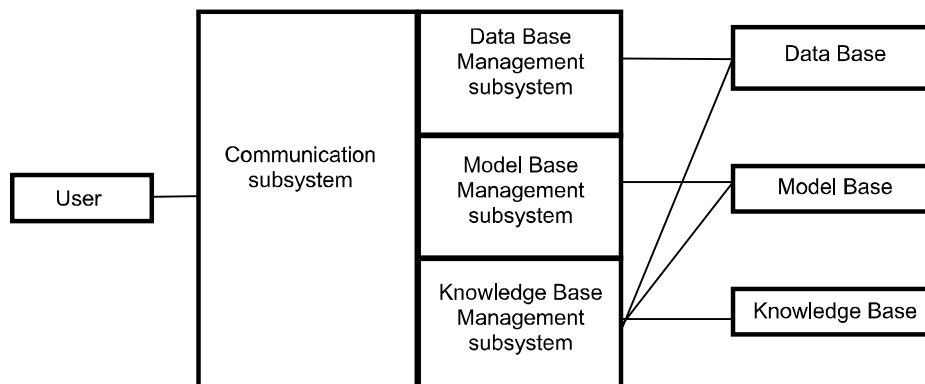 User
Communication
subsystem
Data Base
Management
subsystem
Model Base
Management
subsystem
Knowledge Base
Management
subsystem
Data Base
Model Base
Knowledge Base